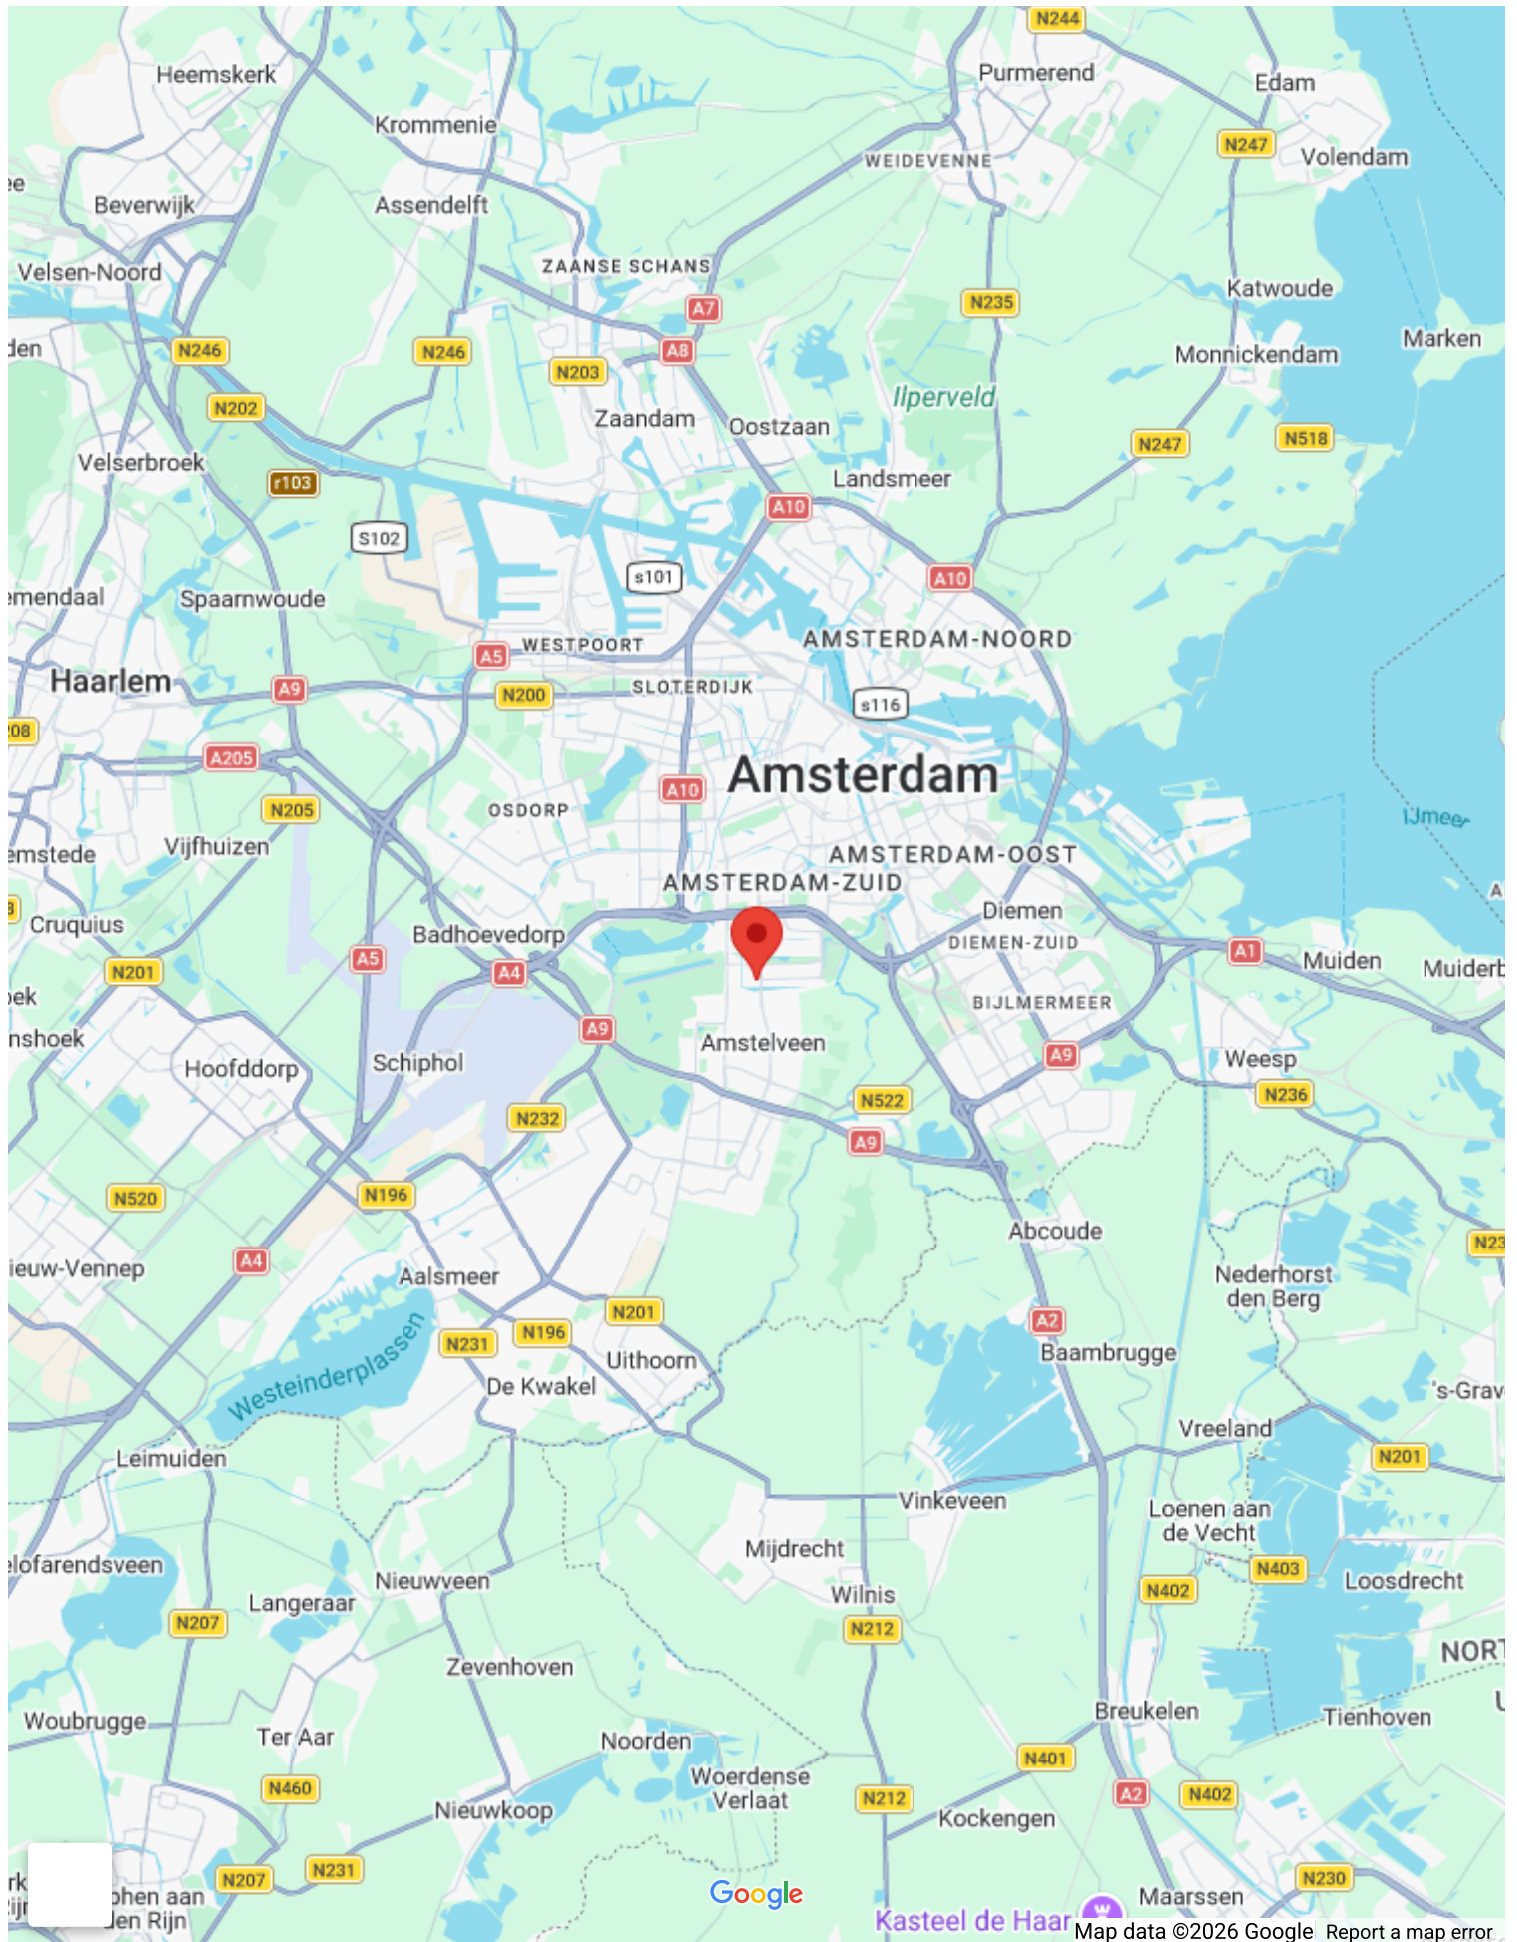 N244
Heemskerk
Purmerend
Edam
Krommenie
N247
Volendam
WEIDEVENNE
Beverwijk
Assendelft
Velsen-Noord
ZAANSE SCHANS
Katwoude
N235
A7
Marken
N246
N246
A8
Monnickendam
N203
Ilperveld
N202
Zaandam
Oostzaan
N247
N518
Velserbroek
r103
Landsmeer
A10
S102
s101
A10
Spaarnwoude
AMSTERDAM-NOORD
WESTPOORT
A5
Haarlem
A9
N200
SLOTERDIJK
s116
A205
Amsterdam
A10
N205
OSDORP
IJmeer
Vijfhuizen
AMSTERDAM-OOST
AMSTERDAM-ZUID
Diemen
Cruquius
Badhoevedorp
DIEMEN-ZUID
A1
A5
A4
Muiden
N201
BIJLMERMEER
A9
Amstelveen
A9
Weesp
Hoofddorp
Schiphol
N236
N522
N232
A9
N196
N520
Abcoude
A4
Aalsmeer
Nederhorst
den Berg
N201
A2
N231
N196
Baambrugge
Westeinderplassen
Uithoorn
De Kwakel
Vreeland
Leimuiden
N201
Vinkeveen
Loenen aan
de Vecht
Mijdrecht
N403
Nieuwveen
Loosdrecht
N402
Langeraar
Wilnis
N207
N212
Zevenhoven
Breukelen
Tienhoven
Woubrugge
Ter Aar
Noorden
N401
Woerdense
Verlaat
N460
A2
N402
N212
Nieuwkoop
Kockengen
N231
N207
N230
Maarssen
den Rijn
Google
Kasteel de Haar
Map data ©2026 Google
Report a map error